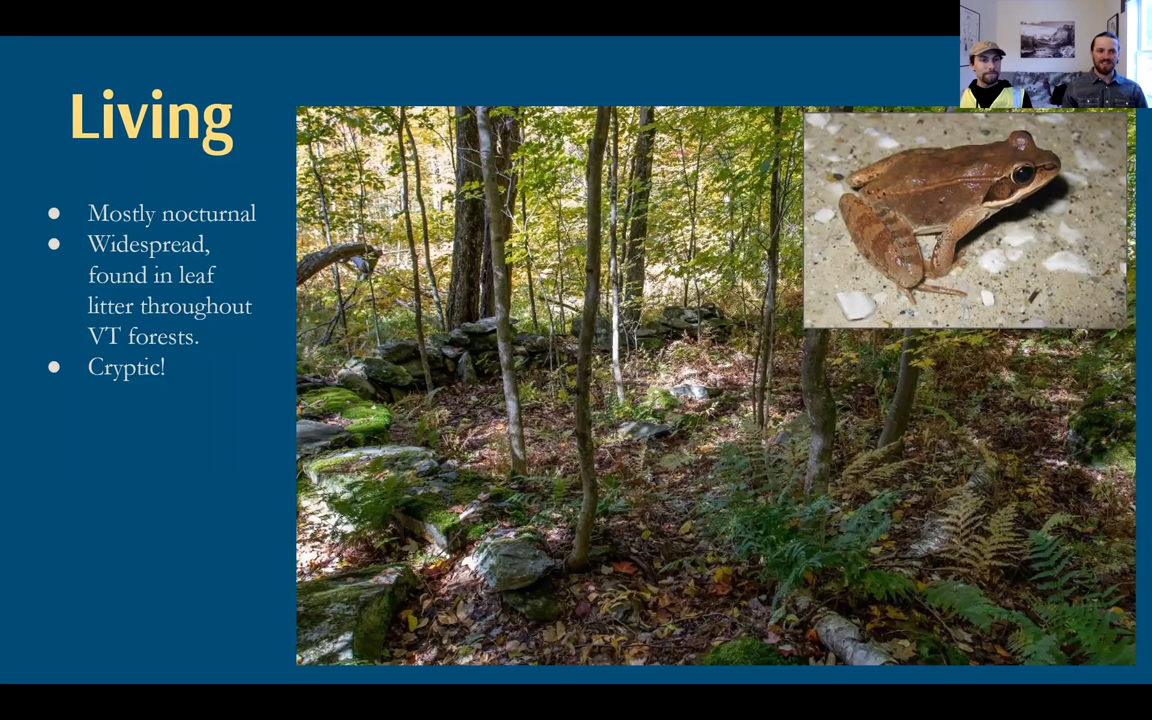 Living
● Mostly nocturnal
● Widespread,
found in leaf
litter throughout
VT forests.
● Cryptic!